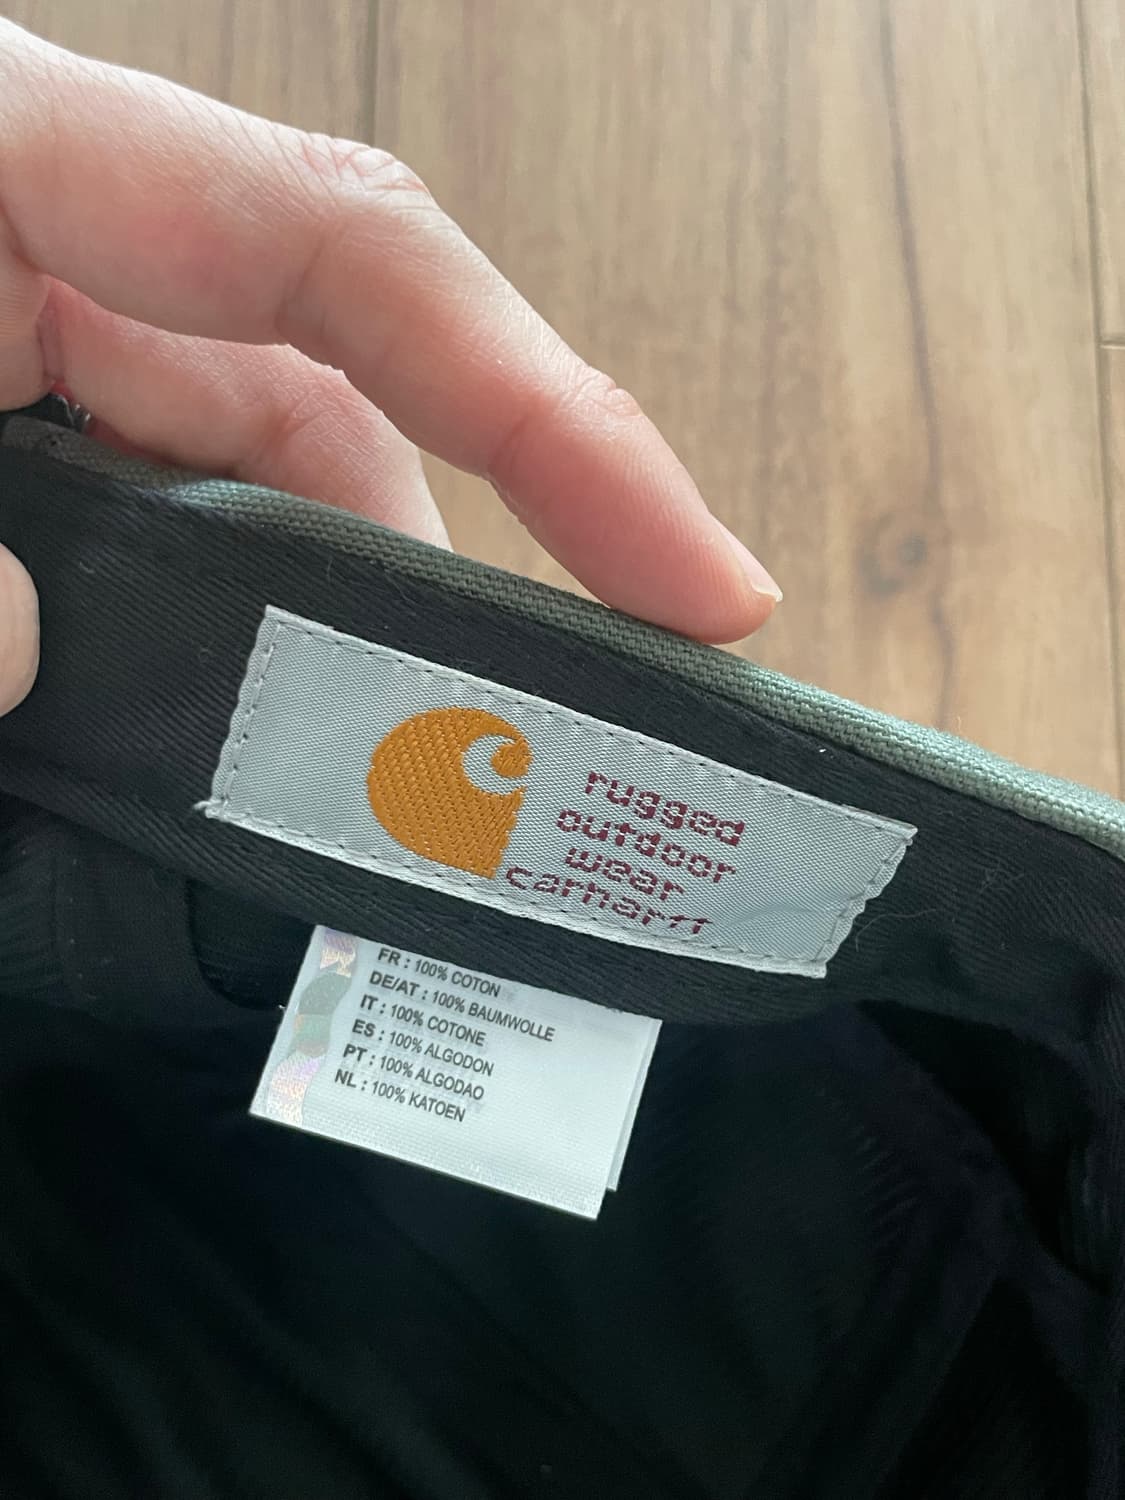 rugged
outdoor
wear
carhartt
FR : 100% COTON
DE/AT : 100% BAUMWOLLE
IT : 100% COTONE
ES : 100% ALGODON
PT : 100% ALGODAO
NL : 100% KATOEN